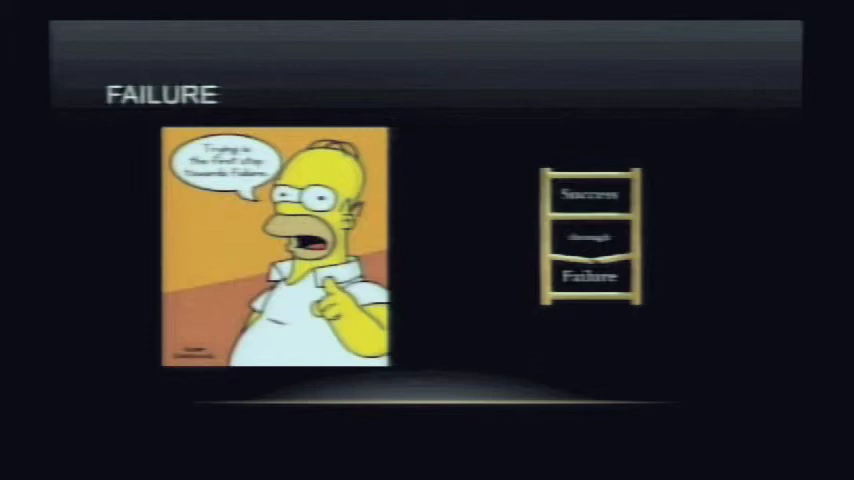 FAILURE
Trying is
the first step
towards failure.
Success
through
Failure